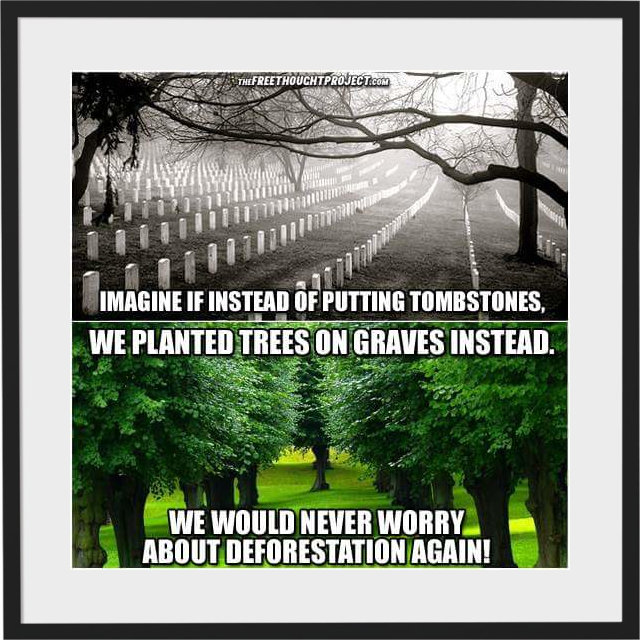 THEFREETHOUGHTPROJECT.COM
IMAGINE IF INSTEAD OF PUTTING TOMBSTONES,
WE PLANTED TREES ON GRAVES INSTEAD.
WE WOULD NEVER WORRY
ABOUT DEFORESTATION AGAIN!